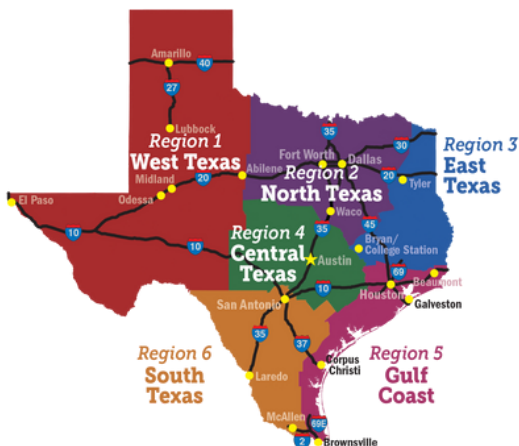 Amarillo
40
27
Lubbock
Region 1
West Texas
Abilene
Midland
20
Odessa
El Paso
10
10
35
30
Fort Worth
Dallas
20
Tyler
Region 2
North Texas
Waco
45
35
Region 3
East
Texas
Region 4
Central
Texas
Austin
Bryan/
College Station
69
10
Beaumont
Houston
Galveston
San Antonio
35
37
Corpus
Christi
Region 5
Gulf
Coast
Region 6
South
Texas
Laredo
McAllen
69E
2
Brownsville